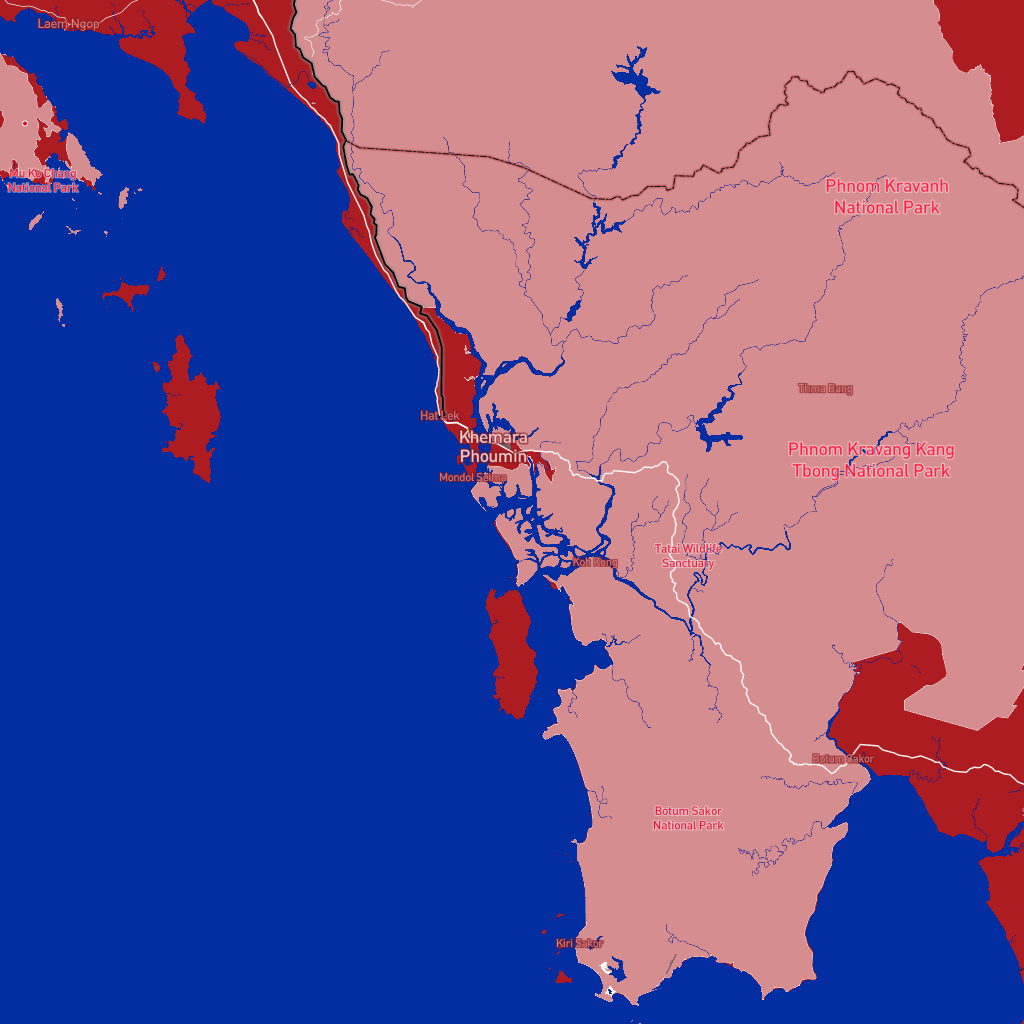 Laem Ngop
Mu Ko Chang
National Park
Phnom Kravanh
National Park
Thma Bang
Hat Lek
Khemara
Phoumin
Phnom Kravang Kang
Tbong National Park
Mondol Seima
Tatai Wildlife
Sanctuary
Koh Kong
Botum Sakor
Botum Sakor
National Park
Kiri Sakor